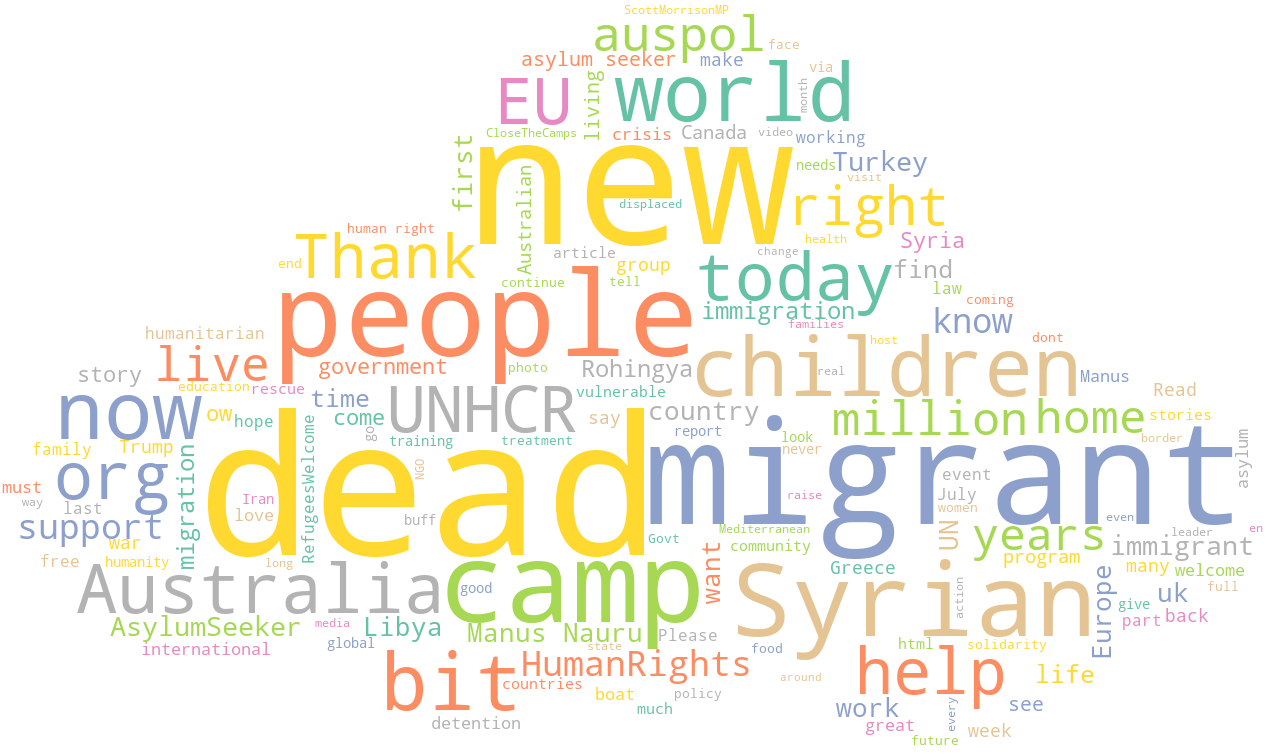 ScottMorrisonMP
auspol
face
asylum seeker
make
via
EU
world
living
month
CloseTheCamps
crisis
Canada
video
working
first
new
needs
Turkey
visit
Australian
displaced
right
human right
Thank
article
change
health
Syria
end
group
today
find
continue
tell
law
people
immigration
coming
families
know
humanitarian
host
dont
live
government
photo
Rohingya
real
children
Manus
story
education
rescue
time
UNHCR
vulnerable
country
Read
now
ow
hope
come
go
say
million
home
stories
family
Trump
training
treatment
report
look
never
border
migration
RefugeesWelcome
dead
migrant
asylum
org
NGO
event
must
way
last
Iran
love
raise
July
women
support
buff
Mediterranean
UN
years
even
leader
en
war
Govt
community
program
immigrant
free
humanity
long
camp
want
Greece
many
welcome
Australia
good
Syrian
action
Europe
uk
full
give
AsylumSeeker
media
Libya
Manus Nauru
Please
part
back
international
global
state
food
html
solidarity
bit
HumanRights
help
life
countries
boat
policy
around
detention
much
work
see
great
every
week
future